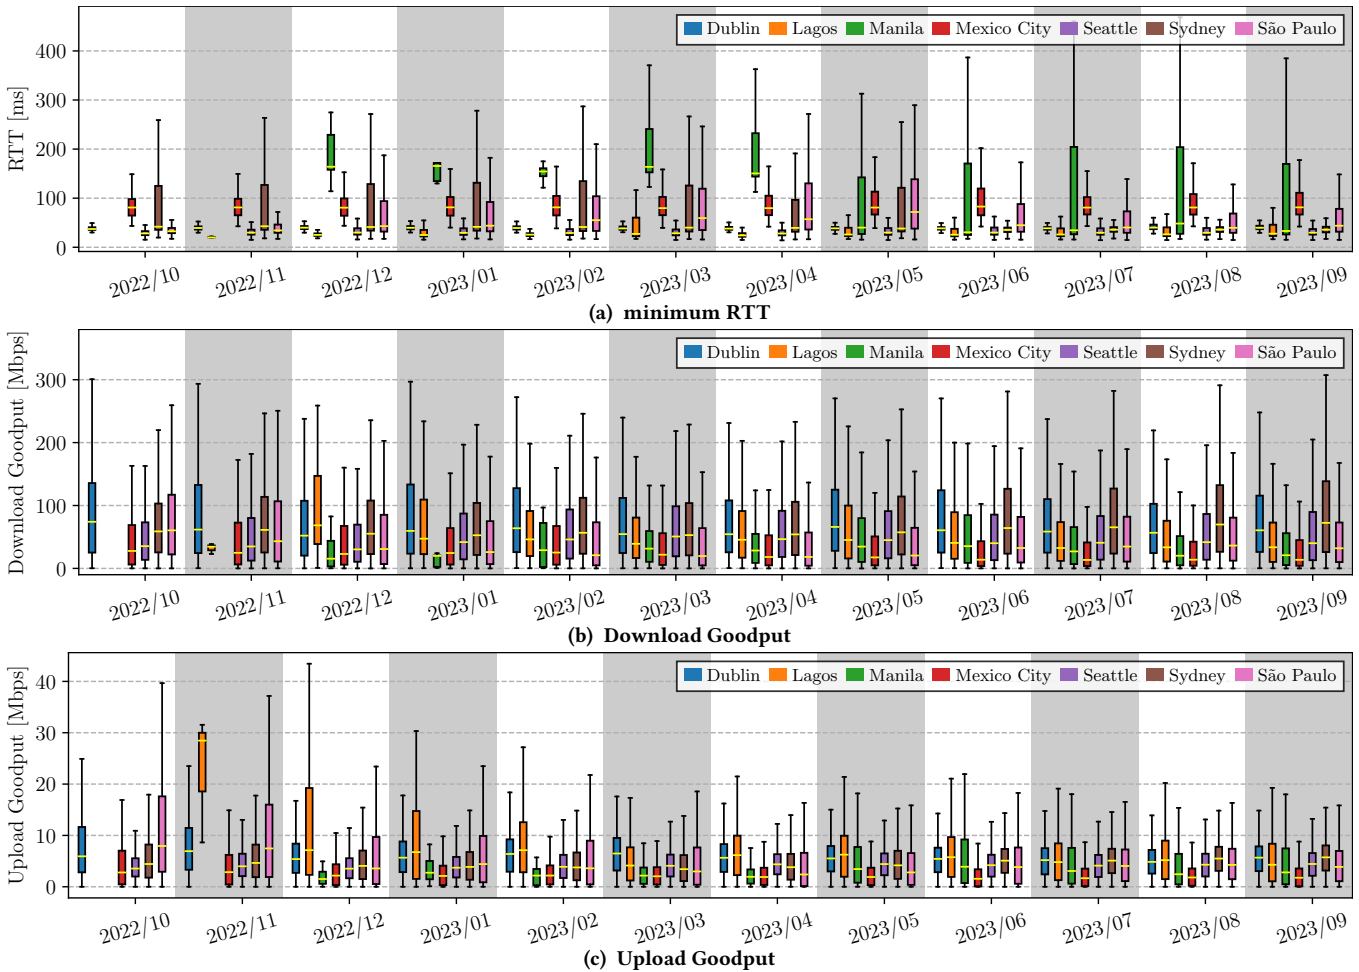 400
300
200
100
0
RTT [ms]
Dublin Lagos Manila Mexico City Seattle Sydney São Paulo
2022/10 2022/11 2022/12 2023/01 2023/02 2023/03 2023/04 2023/05 2023/06 2023/07 2023/08 2023/09
(a) minimum RTT
300
200
100
0
Download Goodput [Mbps]
Dublin Lagos Manila Mexico City Seattle Sydney São Paulo
2022/10 2022/11 2022/12 2023/01 2023/02 2023/03 2023/04 2023/05 2023/06 2023/07 2023/08 2023/09
(b) Download Goodput
40
30
20
10
0
Upload Goodput [Mbps]
Dublin Lagos Manila Mexico City Seattle Sydney São Paulo
2022/10 2022/11 2022/12 2023/01 2023/02 2023/03 2023/04 2023/05 2023/06 2023/07 2023/08 2023/09
(c) Upload Goodput